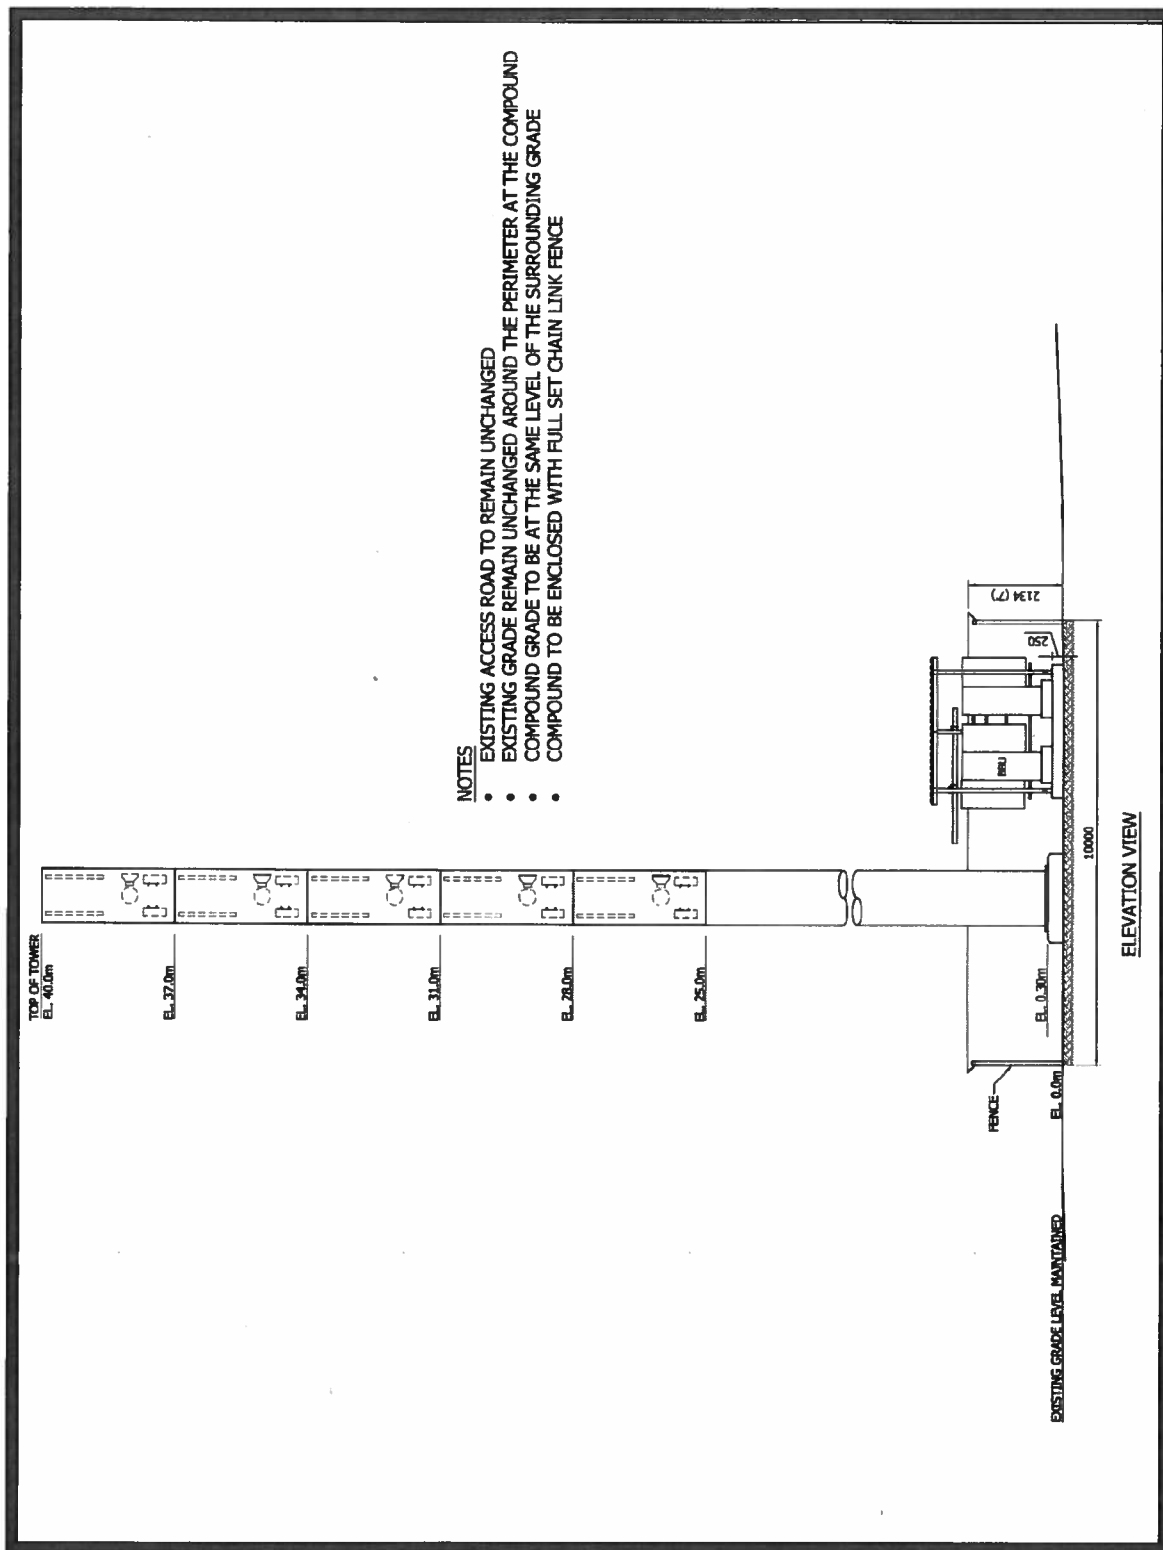 TOP OF TOWER
EL. 40.0m
EL. 37.0m
EL. 34.0m
EL. 31.0m
EL. 28.0m
EL. 25.0m
NOTES
• EXISTING ACCESS ROAD TO REMAIN UNCHANGED
• EXISTING GRADE REMAIN UNCHANGED AROUND THE PERIMETER AT THE COMPOUND
• COMPOUND GRADE TO BE AT THE SAME LEVEL OF THE SURROUNDING GRADE
• COMPOUND TO BE ENCLOSED WITH FULL SET CHAIN LINK FENCE
BBU
2134 (7')
250
FENCE
EL. 0.30m
EL. 0.0m
EXISTING GRADE LEVEL MAINTAINED
10000
ELEVATION VIEW